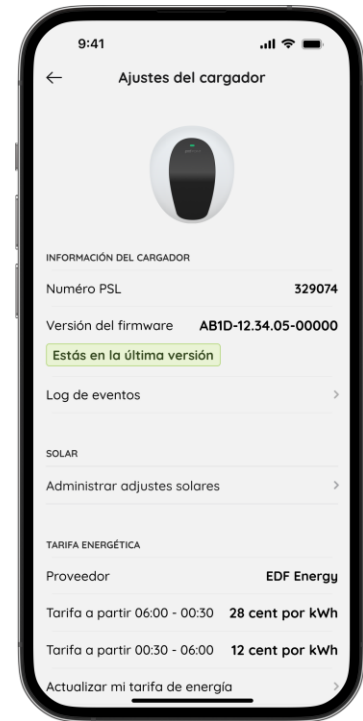 9:41
Ajustes del cargador
INFORMACIÓN DEL CARGADOR
Numéro PSL 329074
Versión del firmware AB1D-12.34.05-00000
Estás en la última versión
Log de eventos
SOLAR
Administrar adjustes solares
TARIFA ENERGÉTICA
Proveedor EDF Energy
Tarifa a partir 06:00 - 00:30 28 cent por kWh
Tarifa a partir 00:30 - 06:00 12 cent por kWh
Actualizar mi tarifa de energía